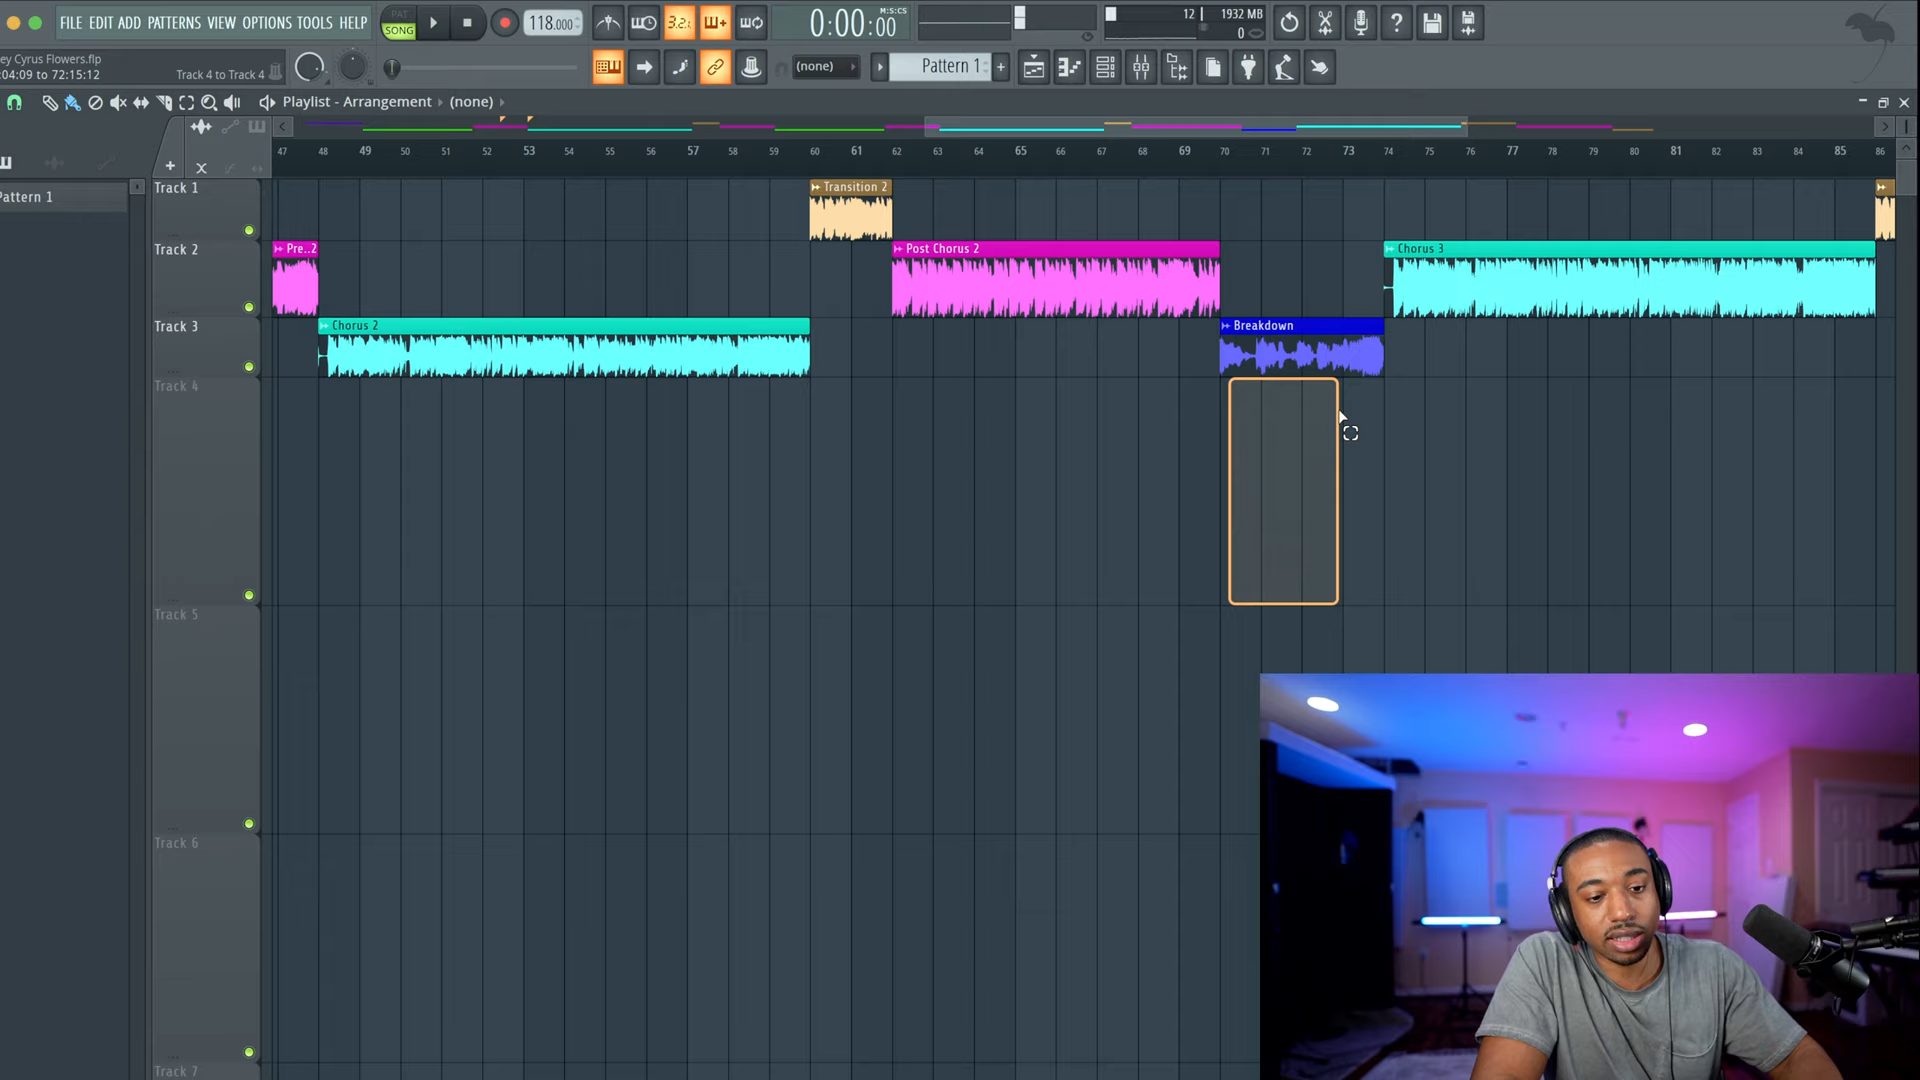 FILE EDIT ADD PATTERNS VIEW OPTIONS TOOLS HELP
PAT
SONG
118.000
3.2.
0:00:00
M:S:CS
12
1932 MB
0
ey Cyrus Flowers.flp
:04:09 to 72:15:12
Track 4 to Track 4
(none)
Pattern 1
+
Playlist - Arrangement
(none)
47 48 49 50 51 52 53 54 55 56 57 58 59 60 61 62 63 64 65 66 67 68 69 70 71 72 73 74 75 76 77 78 79 80 81 82 83 84 85 86
Pattern 1
Track 1
Transition 2
Track 2
Pre..2
Post Chorus 2
Chorus 3
Track 3
Chorus 2
Breakdown
Track 4
Track 5
Track 6
Track 7